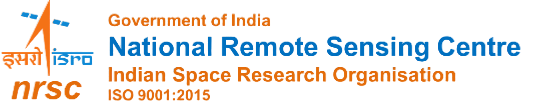 इसरो isro
nrsc
Government of India
National Remote Sensing Centre
Indian Space Research Organisation
ISO 9001:2015